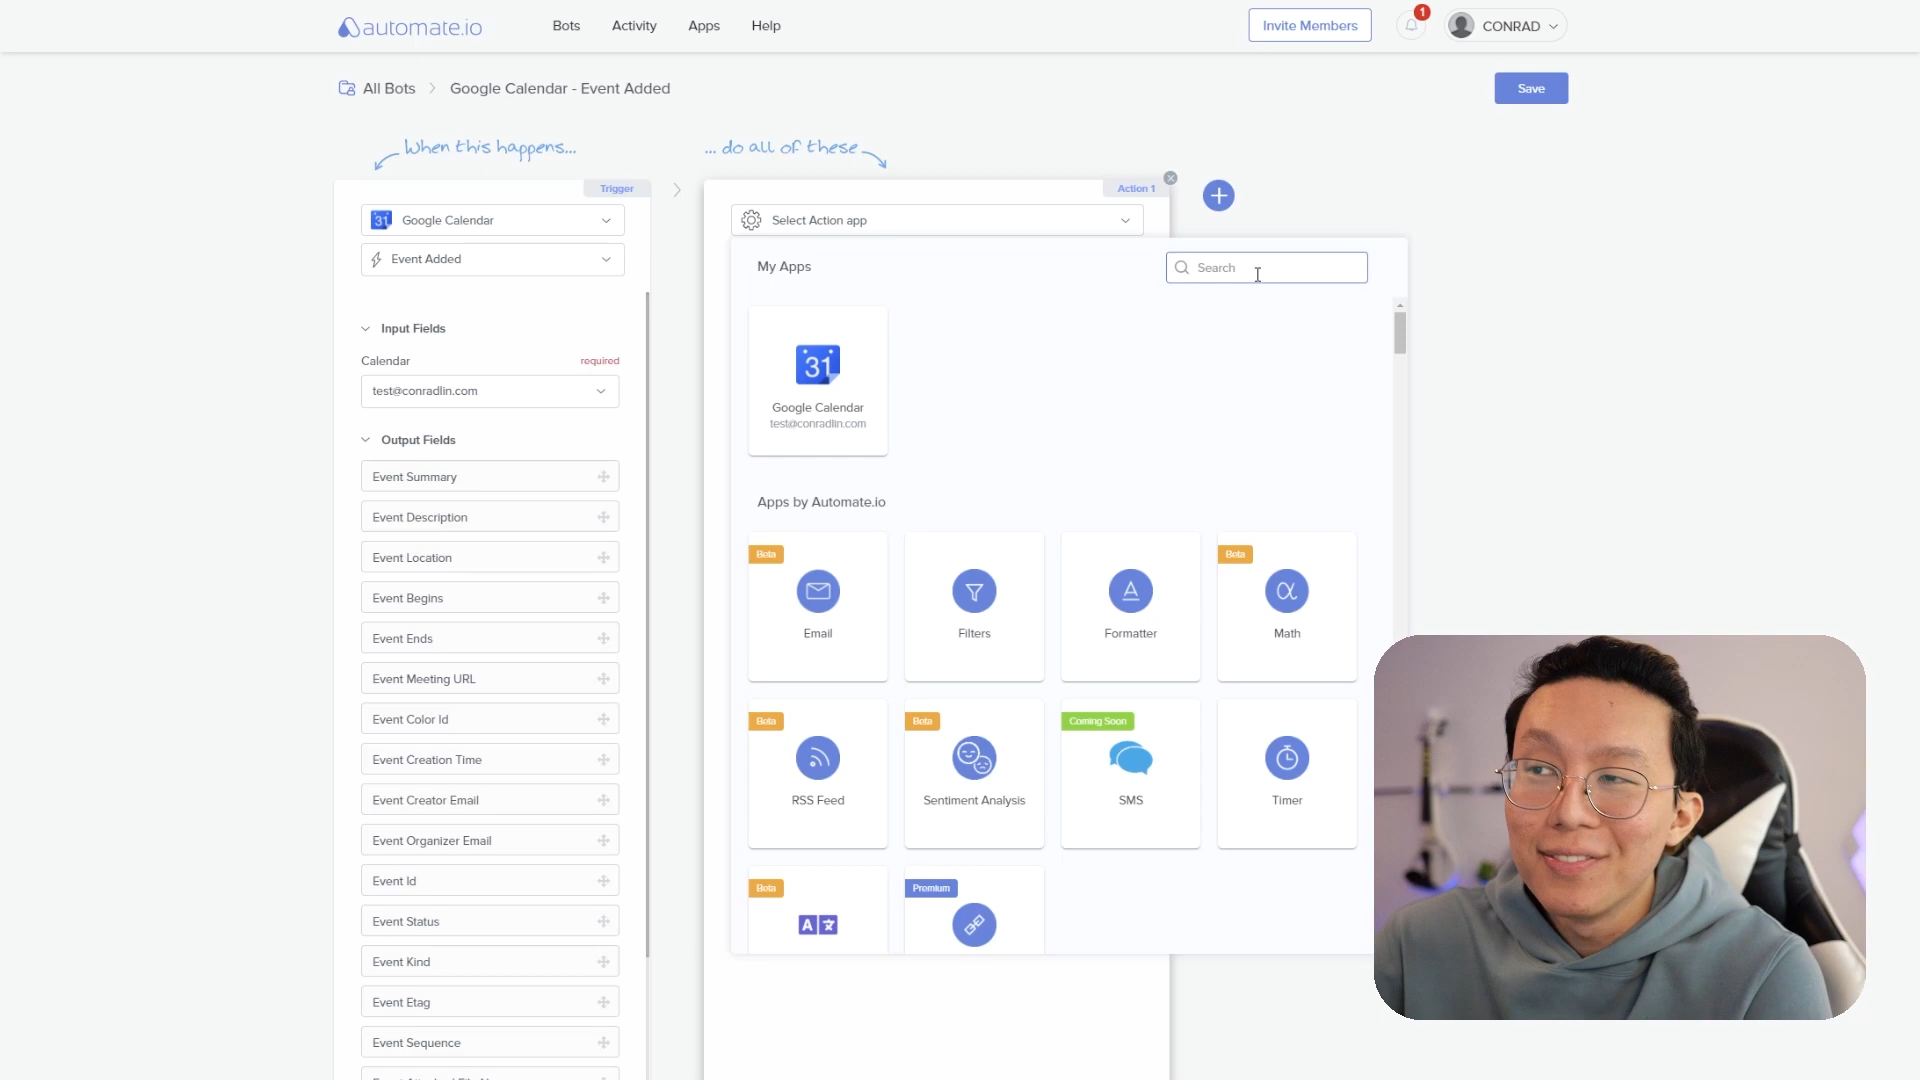 automate.io
Bots
Activity
Apps
Help
Invite Members
1
CONRAD
All Bots
Google Calendar - Event Added
Save
When this happens...
... do all of these
Trigger
Action 1
31
Google Calendar
Select Action app
Event Added
My Apps
Search
Input Fields
Calendar
required
test@conradlin.com
31
Google Calendar
test@conradlin.com
Output Fields
Event Summary
Event Description
Event Location
Event Begins
Event Ends
Event Meeting URL
Event Color Id
Event Creation Time
Event Creator Email
Event Organizer Email
Event Id
Event Status
Event Kind
Event Etag
Event Sequence
Apps by Automate.io
Beta
Email
Filters
A
Formatter
Beta
α
Math
Beta
RSS Feed
Beta
Sentiment Analysis
Coming Soon
SMS
Timer
Beta
A文
Premium